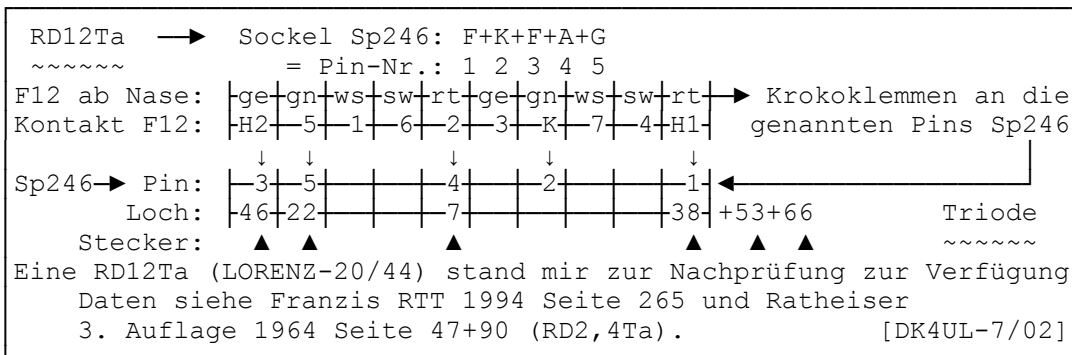 RD12Ta ──► Sockel Sp246: F+K+F+A+G
~~~~~~ = Pin-Nr.: 1 2 3 4 5
F12 ab Nase: ├ge┼gn┼ws┼sw┼rt┼ge┼gn┼ws┼sw┼rt┼─► Krokoklemmen an die
Kontakt F12: ├H2┼─5┼─1┼─6┼─2┼─3┼─K┼─7┼─4┼H1┤ genannten Pins Sp246
↓ ↓ ↓ ↓ ↓
Sp246─► Pin: ├─3┼─5┼──┼──┼─4┼──┼─2┼──┼──┼─1┤◄
Loch: ├46┼22┼──┼──┼─7┼──┼──┼──┼──┼38┤+53+66 Triode
Stecker: ▲ ▲ ▲ ▲ ▲ ▲ ~~~~~~
Eine RD12Ta (LORENZ-20/44) stand mir zur Nachprüfung zur Verfügung
Daten siehe Franzis RTT 1994 Seite 265 und Ratheiser
3. Auflage 1964 Seite 47+90 (RD2,4Ta). [DK4UL-7/02]